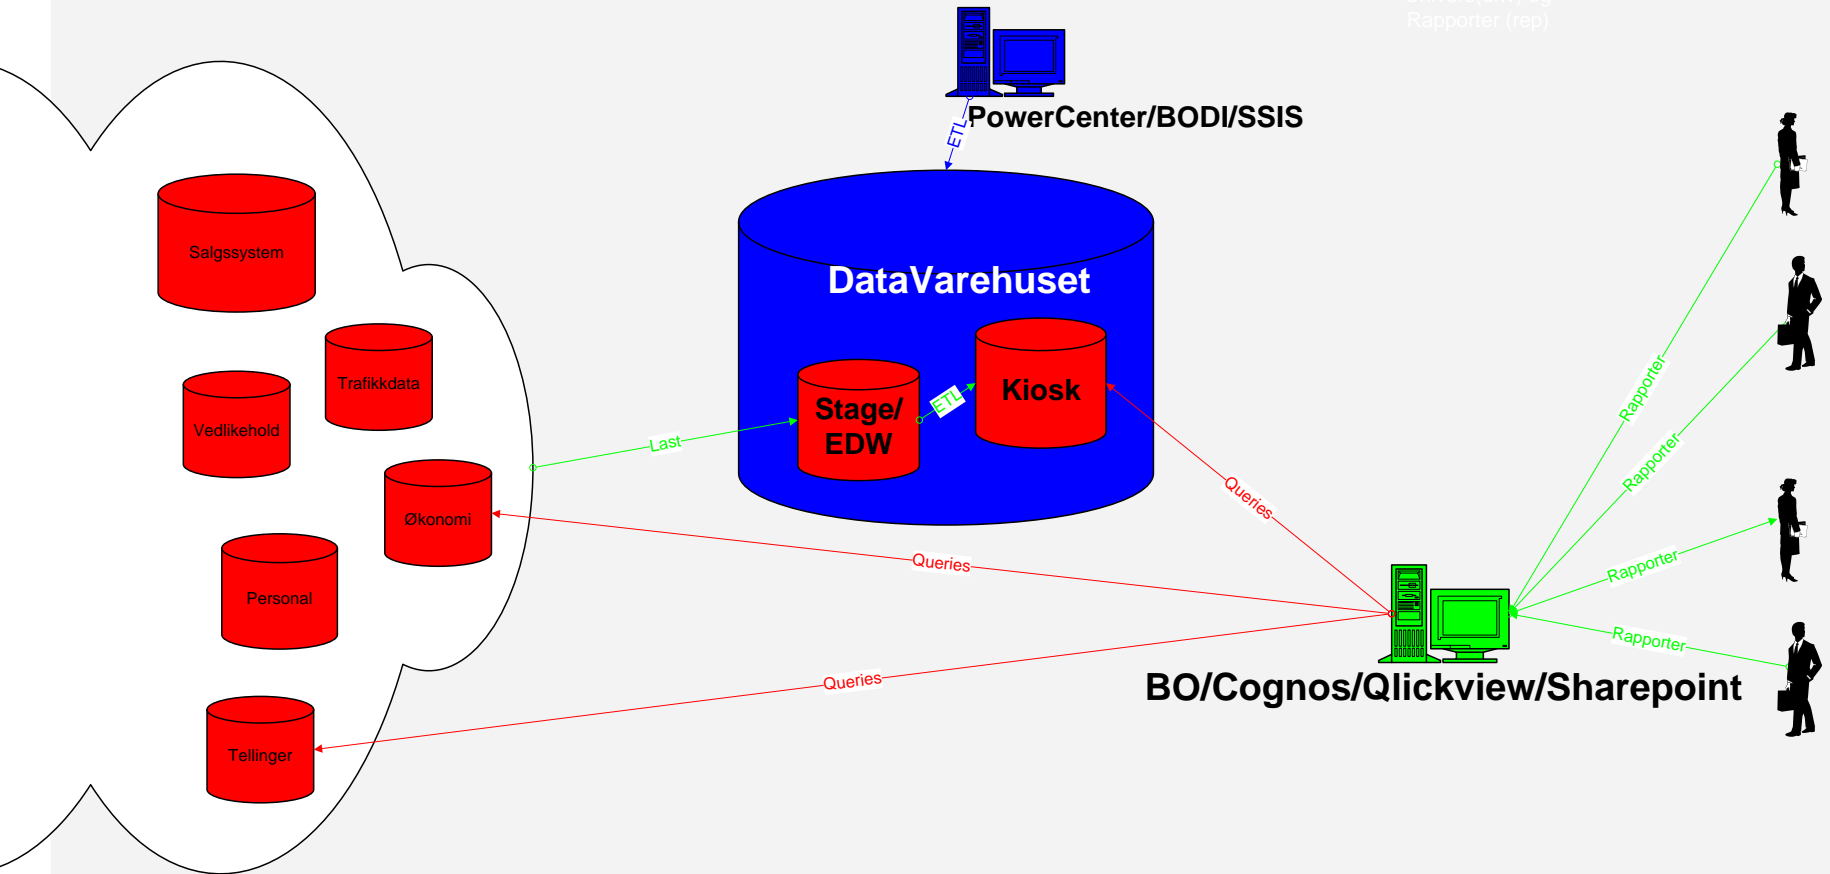 Rapporter (rep)
PowerCenter/BODI/SSIS
ETL
Salgssystem
DataVarehuset
Trafikkdata
Vedlikehold
Stage/
EDW
ETL
Kiosk
Last
Rapporter
Rapporter
Økonomi
Queries
Queries
Rapporter
Personal
Rapporter
Queries
BO/Cognos/Qlickview/Sharepoint
Tellinger